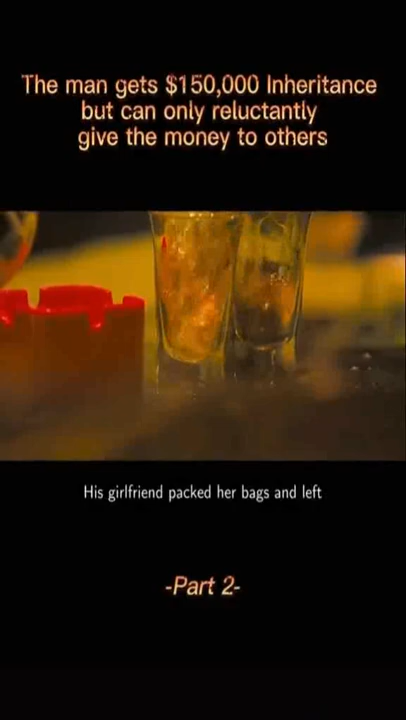 The man gets $150,000 Inheritance
but can only reluctantly
give the money to others
His girlfriend packed her bags and left
-Part 2-